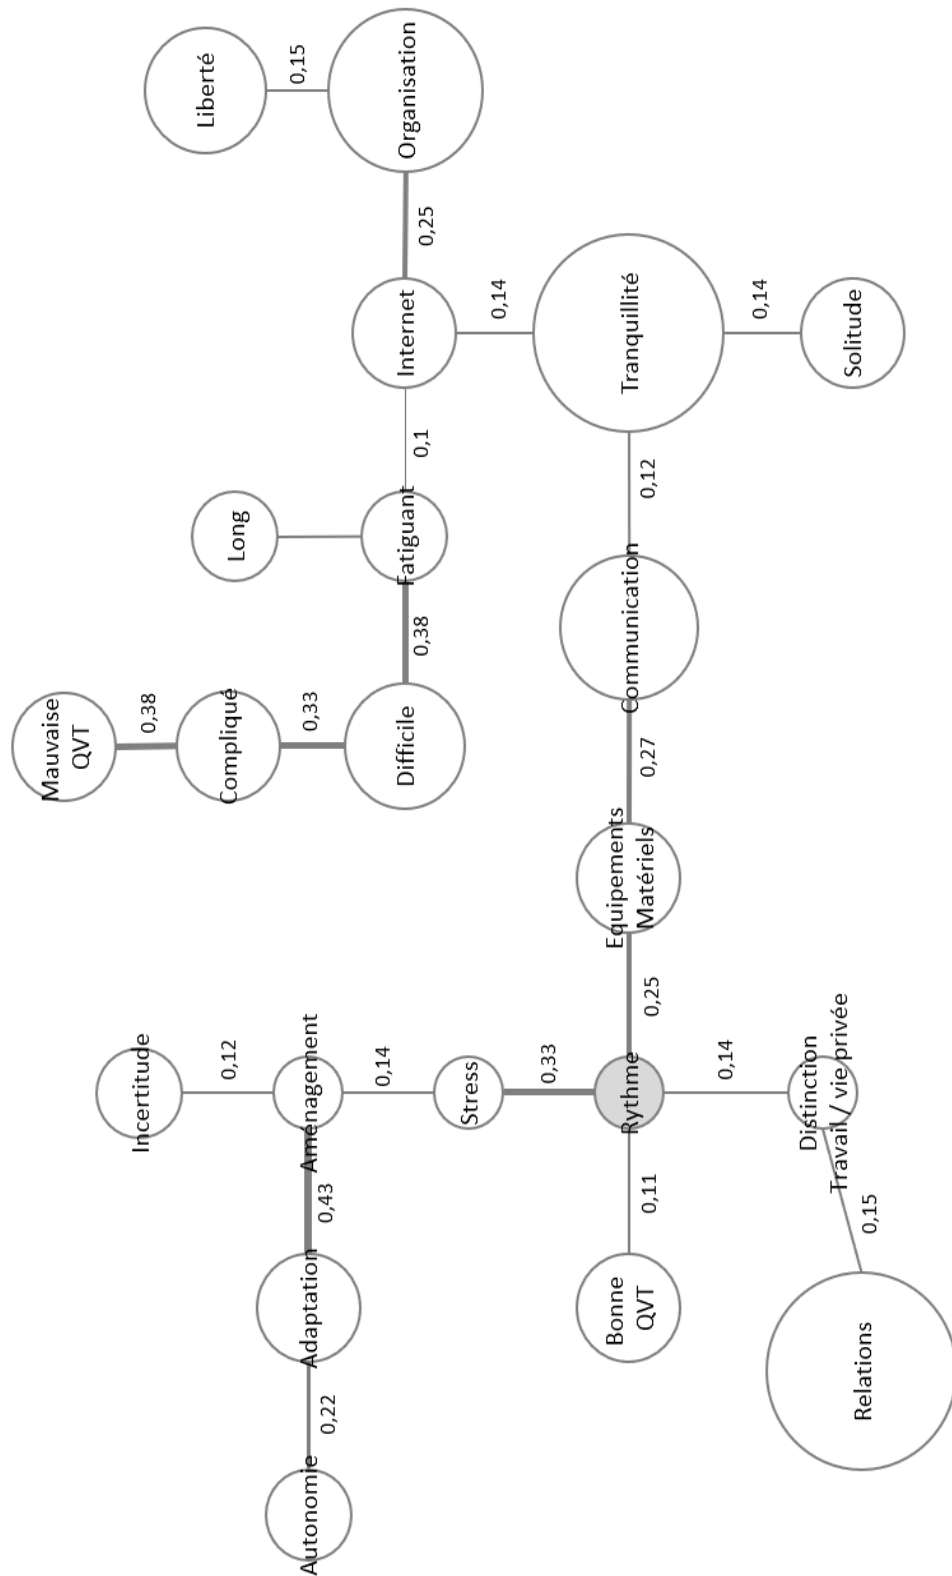 Mauvaise
QVT
Incertitude
0,38
Liberté
0,12
Compliqué
Long
0,15
Autonomie
Adaptation
Aménagement
0,33
0,22
0,43
0,14
Difficile
Fatiguant
Internet
Organisation
0,38
0,1
0,25
Stress
0,14
0,33
Bonne
QVT
Rythme
Equipements
Matériels
Communication
Tranquillité
0,11
0,25
0,27
0,12
0,14
0,14
Distinction
Travail / vie privée
Solitude
Relations
0,15